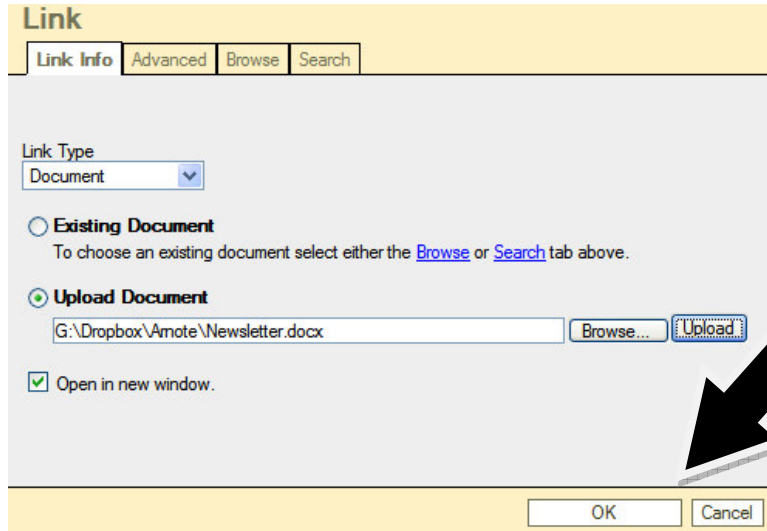 Link
Link Info Advanced Browse Search
Link Type
Document
Existing Document
To choose an existing document select either the Browse or Search tab above.
Upload Document
G:\Dropbox\Arnote\Newsletter.docx Browse... Upload
Open in new window.
OK Cancel